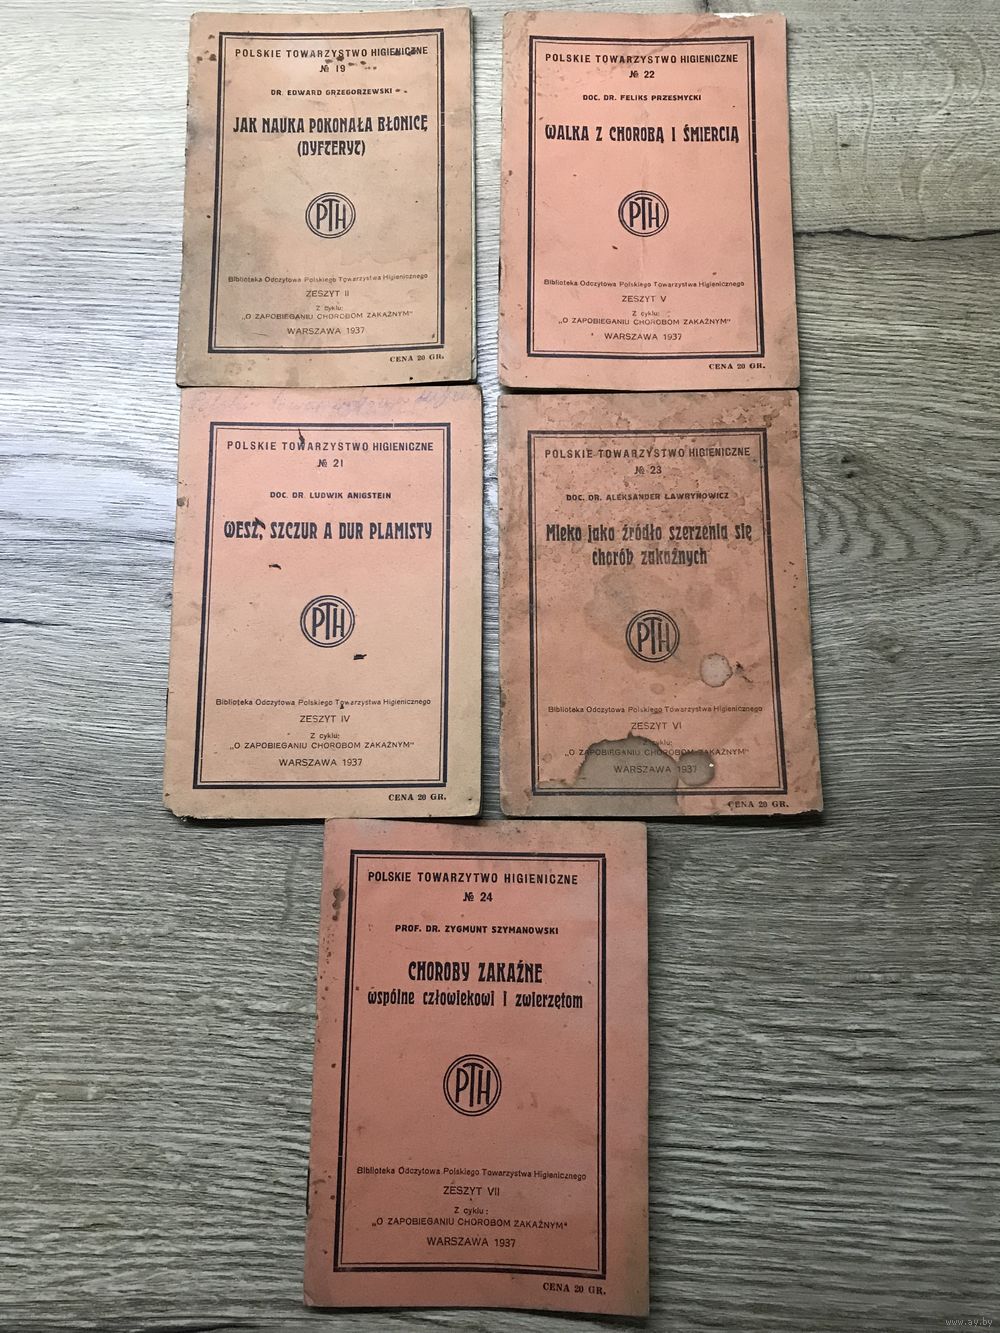 POLSKIE TOWARZYSTWO HIGIENICZNE
№ 19
DR. EDWARD GRZEGORZEWSKI
JAK NAUKA POKONAŁA BŁONICĘ
(DYFTERYT)
PTH
Biblioteka Odczytowa Polskiego Towarzystwa Higienicznego
ZESZYT II
Z cyklu:
„O ZAPOBIEGANIU CHOROBOM ZAKAŹNYM"
WARSZAWA 1937
CENA 20 GR.
POLSKIE TOWARZYSTWO HIGIENICZNE
№ 22
DOC. DR. FELIKS PRZESMYCKI
WALKA Z CHOROBĄ I ŚMIERCIĄ
PTH
Biblioteka Odczytowa Polskiego Towarzystwa Higienicznego
ZESZYT V
Z cyklu:
„O ZAPOBIEGANIU CHOROBOM ZAKAŹNYM"
WARSZAWA 1937
CENA 20 GR.
POLSKIE TOWARZYSTWO HIGIENICZNE
№ 21
DOC. DR. LUDWIK ANIGSTEIN
WESZ, SZCZUR A DUR PLAMISTY
PTH
Biblioteka Odczytowa Polskiego Towarzystwa Higienicznego
ZESZYT IV
Z cyklu:
„O ZAPOBIEGANIU CHOROBOM ZAKAŹNYM"
WARSZAWA 1937
CENA 20 GR.
POLSKIE TOWARZYSTWO HIGIENICZNE
№ 23
DOC. DR. ALEKSANDER ŁAWRYNOWICZ
Mleko jako źródło szerzenia się
chorób zakaźnych
PTH
Biblioteka Odczytowa Polskiego Towarzystwa Higienicznego
ZESZYT VI
Z cyklu:
„O ZAPOBIEGANIU CHOROBOM ZAKAŹNYM"
WARSZAWA 1937
CENA 20 GR.
POLSKIE TOWARZYTWO HIGIENICZNE
№ 24
PROF. DR. ZYGMUNT SZYMANOWSKI
CHOROBY ZAKAŹNE
wspólne człowiekowi i zwierzętom
PTH
Biblioteka Odczytowa Polskiego Towarzystwa Higienicznego
ZESZYT VII
Z cyklu:
„O ZAPOBIEGANIU CHOROBOM ZAKAŹNYM"
WARSZAWA 1937
CENA 20 GR.
www.ay.by